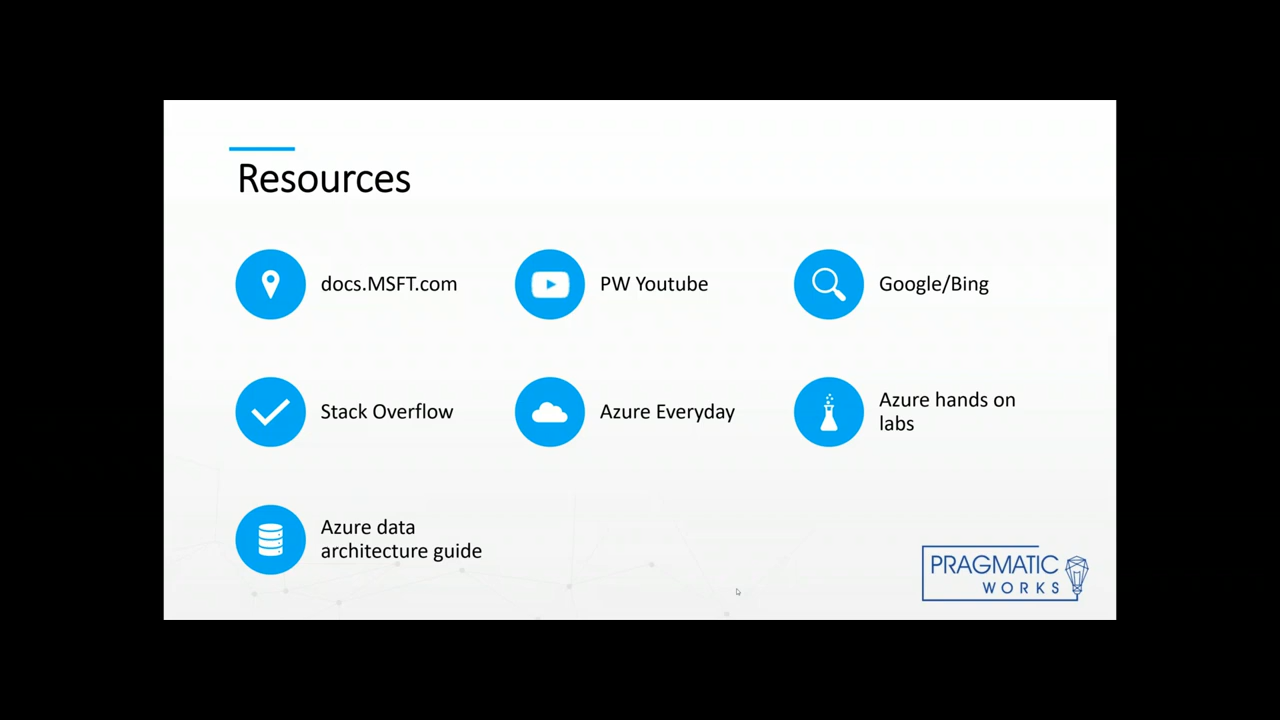 Resources
docs.MSFT.com
PW Youtube
Google/Bing
Stack Overflow
Azure Everyday
Azure hands on
labs
Azure data
architecture guide
PRAGMATIC
WORKS